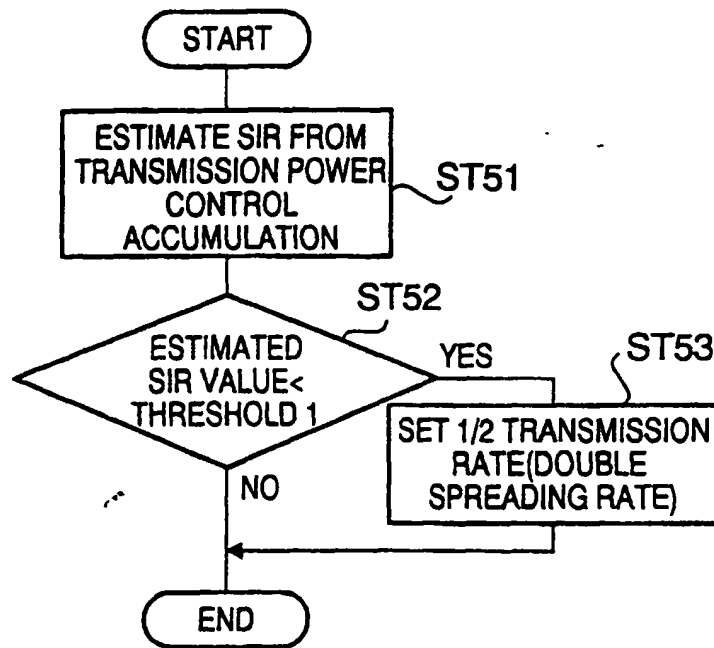 START
ESTIMATE SIR FROM
TRANSMISSION POWER
CONTROL
ACCUMULATION
ST51
ST52
ESTIMATED
SIR VALUE<
THRESHOLD 1
YES
ST53
SET 1/2 TRANSMISSION
RATE(DOUBLE
SPREADING RATE)
NO
END